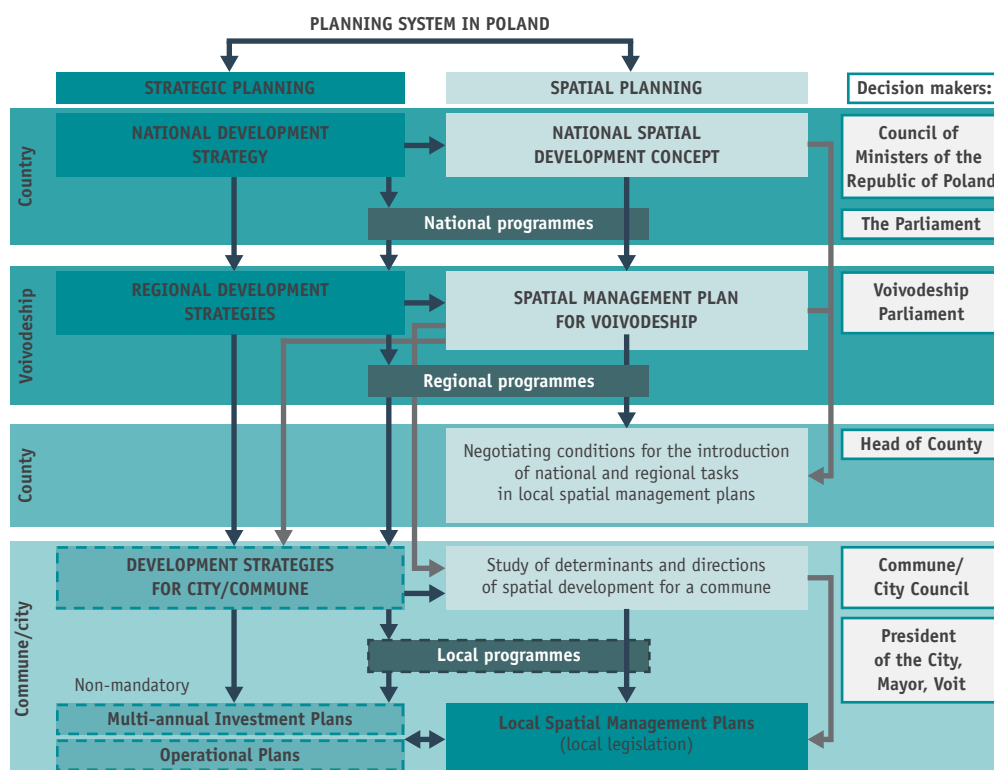 PLANNING SYSTEM IN POLAND
STRATEGIC PLANNING
SPATIAL PLANNING
Decision makers:
Country
NATIONAL DEVELOPMENT
STRATEGY
NATIONAL SPATIAL
DEVELOPMENT CONCEPT
Council of
Ministers of the
Republic of Poland
National programmes
The Parliament
Voivodeship
REGIONAL DEVELOPMENT
STRATEGIES
SPATIAL MANAGEMENT PLAN
FOR VOIVODESHIP
Voivodeship
Parliament
Regional programmes
County
Negotiating conditions for the introduction
of national and regional tasks
in local spatial management plans
Head of County
Commune/city
DEVELOPMENT STRATEGIES
FOR CITY/COMMUNE
Study of determinants and directions
of spatial development for a commune
Commune/
City Council
Local programmes
President
of the City,
Mayor, Voit
Non-mandatory
Multi-annual Investment Plans
Operational Plans
Local Spatial Management Plans
(local legislation)